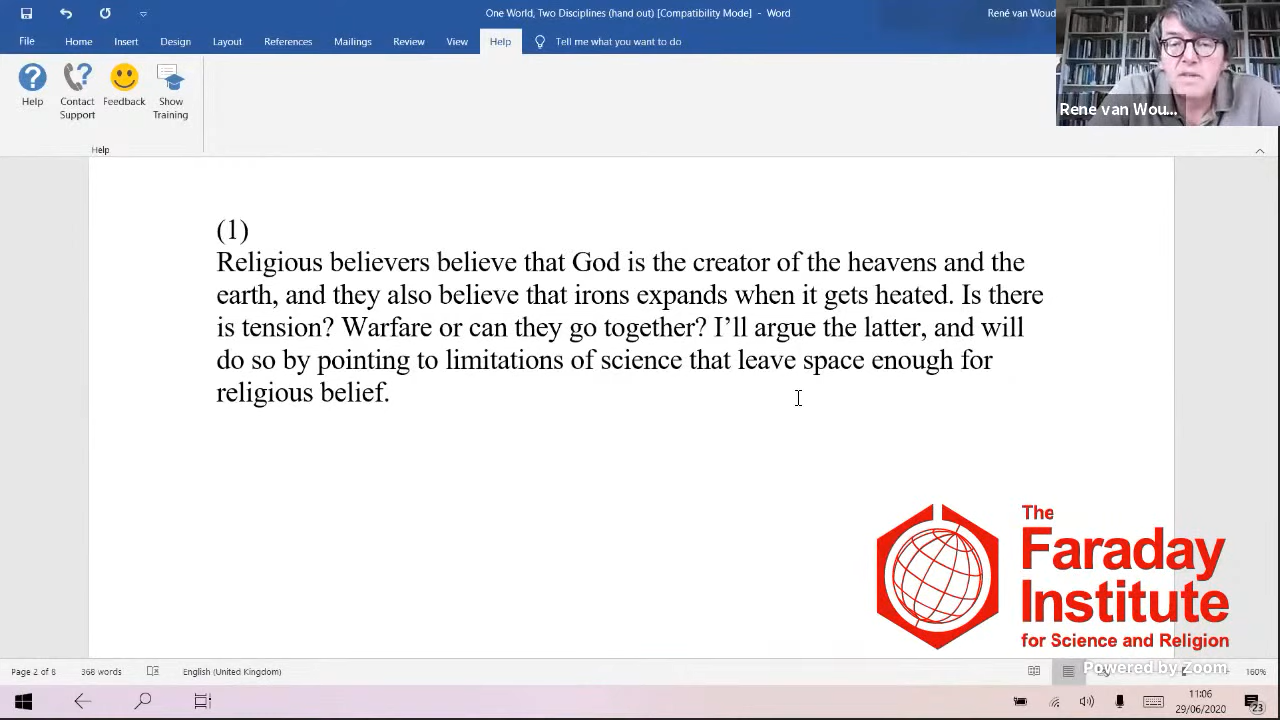 One World, Two Disciplines (hand out) [Compatibility Mode] - Word
René van Woud
File Home Insert Design Layout References Mailings Review View Help Tell me what you want to do
Help
Contact Support
Feedback
Show Training
Help
Rene van Wou...
(1)
Religious believers believe that God is the creator of the heavens and the
earth, and they also believe that irons expands when it gets heated. Is there
is tension? Warfare or can they go together? I’ll argue the latter, and will
do so by pointing to limitations of science that leave space enough for
religious belief.
The
Faraday
Institute
for Science and Religion
Powered by Zoom
Page 2 of 8 368 words English (United Kingdom) 160%
11:06
29/06/2020
23